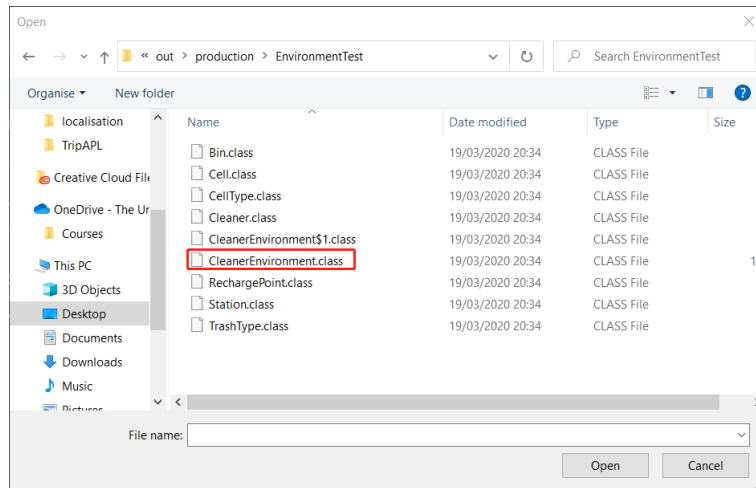 Open
« out > production > EnvironmentTest
Search EnvironmentTest
Organise
New folder
?
localisation
TripAPL
Creative Cloud File
OneDrive - The Ur
Courses
This PC
3D Objects
Desktop
Documents
Downloads
Music
Pictures
Name Date modified Type Size
Bin.class 19/03/2020 20:34 CLASS File
Cell.class 19/03/2020 20:34 CLASS File
CellType.class 19/03/2020 20:34 CLASS File
Cleaner.class 19/03/2020 20:34 CLASS File
CleanerEnvironment$1.class 19/03/2020 20:34 CLASS File
CleanerEnvironment.class 19/03/2020 20:34 CLASS File 1
RechargePoint.class 19/03/2020 20:34 CLASS File
Station.class 19/03/2020 20:34 CLASS File
TrashType.class 19/03/2020 20:34 CLASS File
File name:
Open Cancel